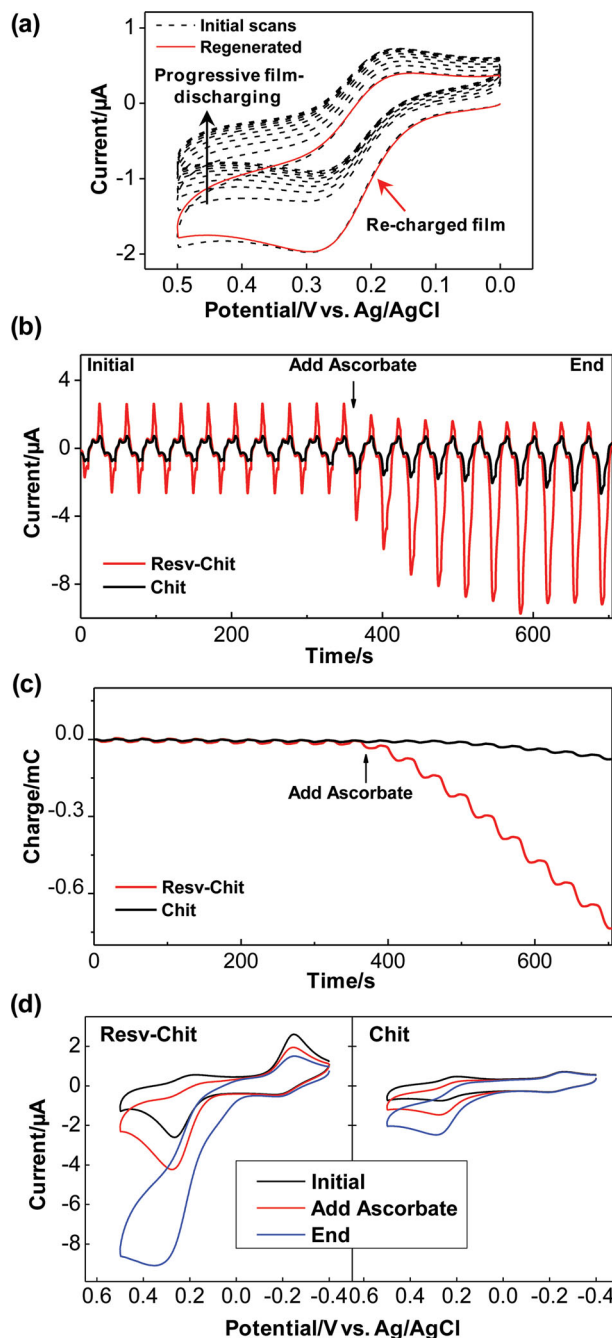 (a)
Initial scans
Regenerated
Progressive film-
discharging
Re-charged film
Current/µA
1
0
-1
-2
0.5 0.4 0.3 0.2 0.1 0.0
Potential/V vs. Ag/AgCl
(b)
Initial Add Ascorbate End
Current/µA
4
0
-4
-8
Resv-Chit
Chit
0 200 400 600
Time/s
(c)
Charge/mC
0.0
-0.3
-0.6
Add Ascorbate
Resv-Chit
Chit
0 200 400 600
Time/s
(d)
Resv-Chit Chit
Current/µA
2
0
-2
-4
-6
-8
Initial
Add Ascorbate
End
0.6 0.4 0.2 0.0 -0.2 -0.4 0.6 0.4 0.2 0.0 -0.2 -0.4
Potential/V vs. Ag/AgCl